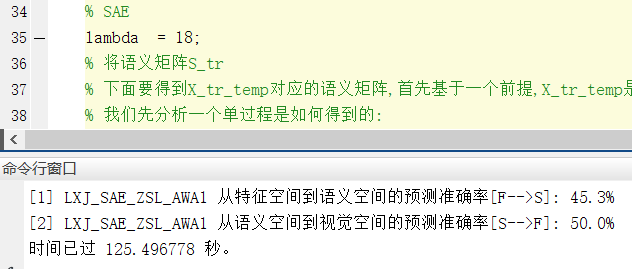 34 % SAE
35 lambda = 18;
36 % 将语义矩阵S_tr
37 % 下面要得到X_tr_temp对应的语义矩阵,首先基于一个前提,X_tr_temp是
38 % 我们先分析一个单过程是如何得到的:
命令行窗口
[1] LXJ_SAE_ZSL_AWA1 从特征空间到语义空间的预测准确率[F-->S]: 45.3%
[2] LXJ_SAE_ZSL_AWA1 从语义空间到视觉空间的预测准确率[S-->F]: 50.0%
时间已过 125.496778 秒。